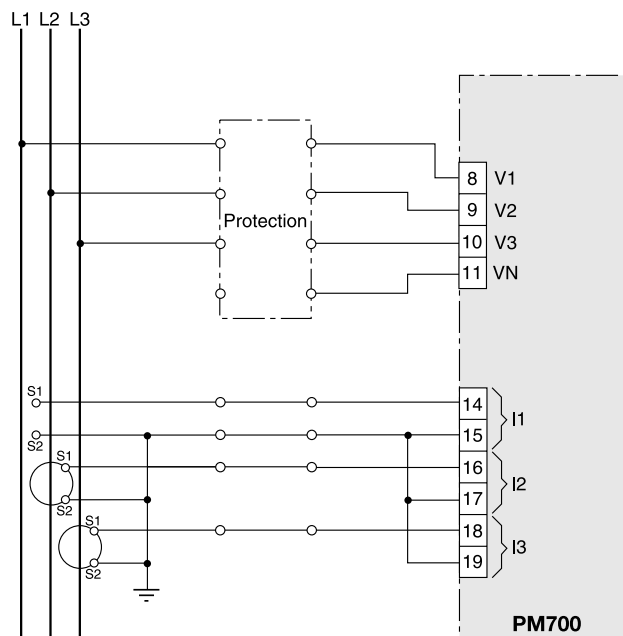 L1 L2 L3
8 V1
9 V2
Protection
10 V3
11 VN
S1
14
I1
S2
15
S1
16
I2
S2
17
S1
18
I3
S2
19
PM700